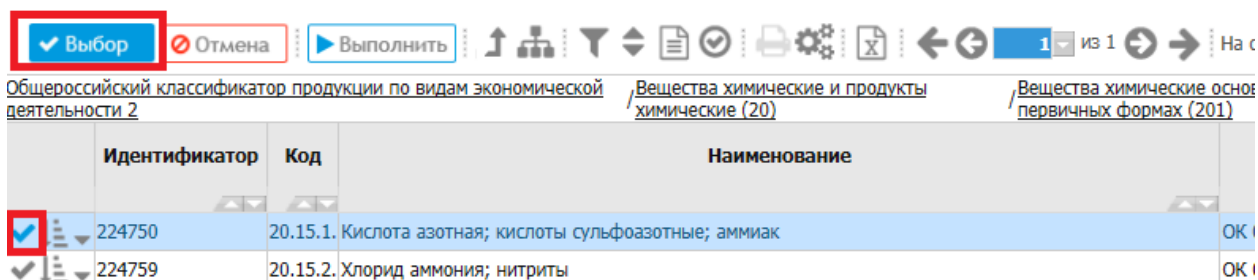 Выбор Отмена Выполнить 1 из 1 На
Общероссийский классификатор продукции по видам экономической / Вещества химические и продукты / Вещества химические
деятельности 2 химические (20) первичных формах (201)
Идентификатор Код Наименование
224750 20.15.1. Кислота азотная; кислоты сульфоазотные; аммиак ОК
224759 20.15.2. Хлорид аммония; нитриты ОК